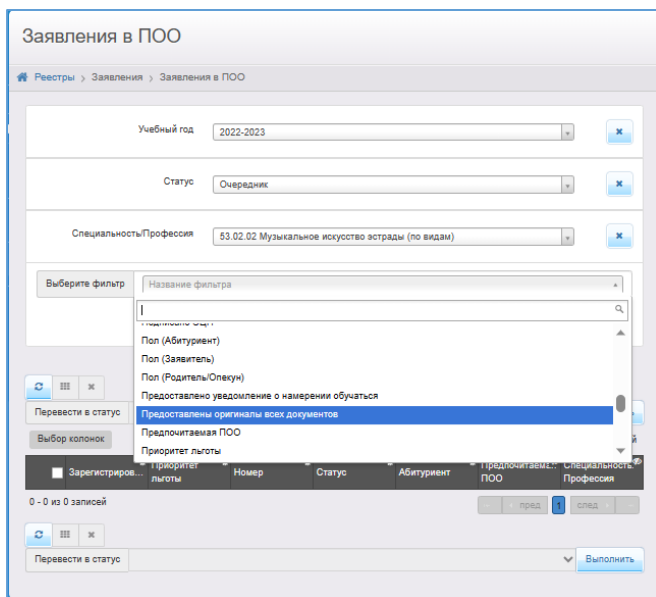 Заявления в ПОО
Реестры > Заявления > Заявления в ПОО
Учебный год 2022-2023
Статус Очередник
Специальность/Профессия 53.02.02 Музыкальное искусство эстрады (по видам)
Выберите фильтр Название фильтра
Пол (Абитуриент)
Пол (Заявитель)
Пол (Родитель/Опекун)
Предоставлено уведомление о намерении обучаться
Предоставлены оригиналы всех документов
Предпочитаемая ПОО
Приоритет льготы
Перевести в статус
Выбор колонок й
Зарегистриров... Приоритет льготы Номер Статус Абитуриент Предпочитаем... ПОО Специальность Профессия
0 - 0 из 0 записей пред 1 след
Перевести в статус Выполнить